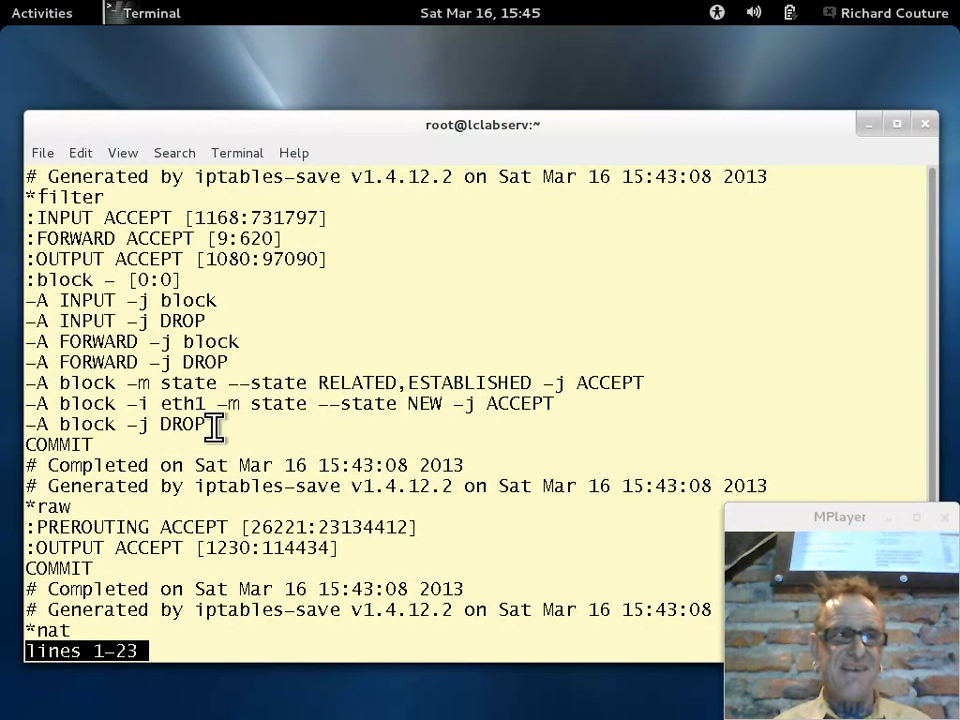 Activities
Terminal
Sat Mar 16, 15:45
Richard Couture
root@lclabserv:~
File Edit View Search Terminal Help
# Generated by iptables-save v1.4.12.2 on Sat Mar 16 15:43:08 2013
*filter
:INPUT ACCEPT [1168:731797]
:FORWARD ACCEPT [9:620]
:OUTPUT ACCEPT [1080:97090]
:block - [0:0]
-A INPUT -j block
-A INPUT -j DROP
-A FORWARD -j block
-A FORWARD -j DROP
-A block -m state --state RELATED,ESTABLISHED -j ACCEPT
-A block -i eth1 -m state --state NEW -j ACCEPT
-A block -j DROP
COMMIT
# Completed on Sat Mar 16 15:43:08 2013
# Generated by iptables-save v1.4.12.2 on Sat Mar 16 15:43:08 2013
*raw
:PREROUTING ACCEPT [26221:23134412]
:OUTPUT ACCEPT [1230:114434]
COMMIT
# Completed on Sat Mar 16 15:43:08 2013
# Generated by iptables-save v1.4.12.2 on Sat Mar 16 15:43:08
*nat
lines 1-23
MPlayer